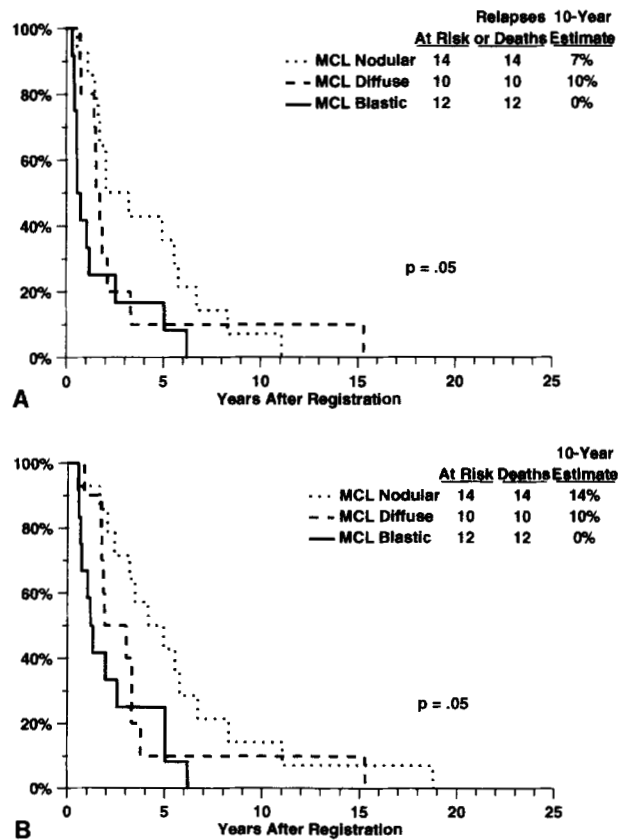 Relapses 10-Year
At Risk or Deaths Estimate
MCL Nodular 14 14 7%
MCL Diffuse 10 10 10%
MCL Blastic 12 12 0%
100%
80%
60%
40%
20%
0%
p = .05
0 5 10 15 20 25
Years After Registration
A
10-Year
At Risk Deaths Estimate
MCL Nodular 14 14 14%
MCL Diffuse 10 10 10%
MCL Blastic 12 12 0%
100%
80%
60%
40%
20%
0%
p = .05
0 5 10 15 20 25
Years After Registration
B